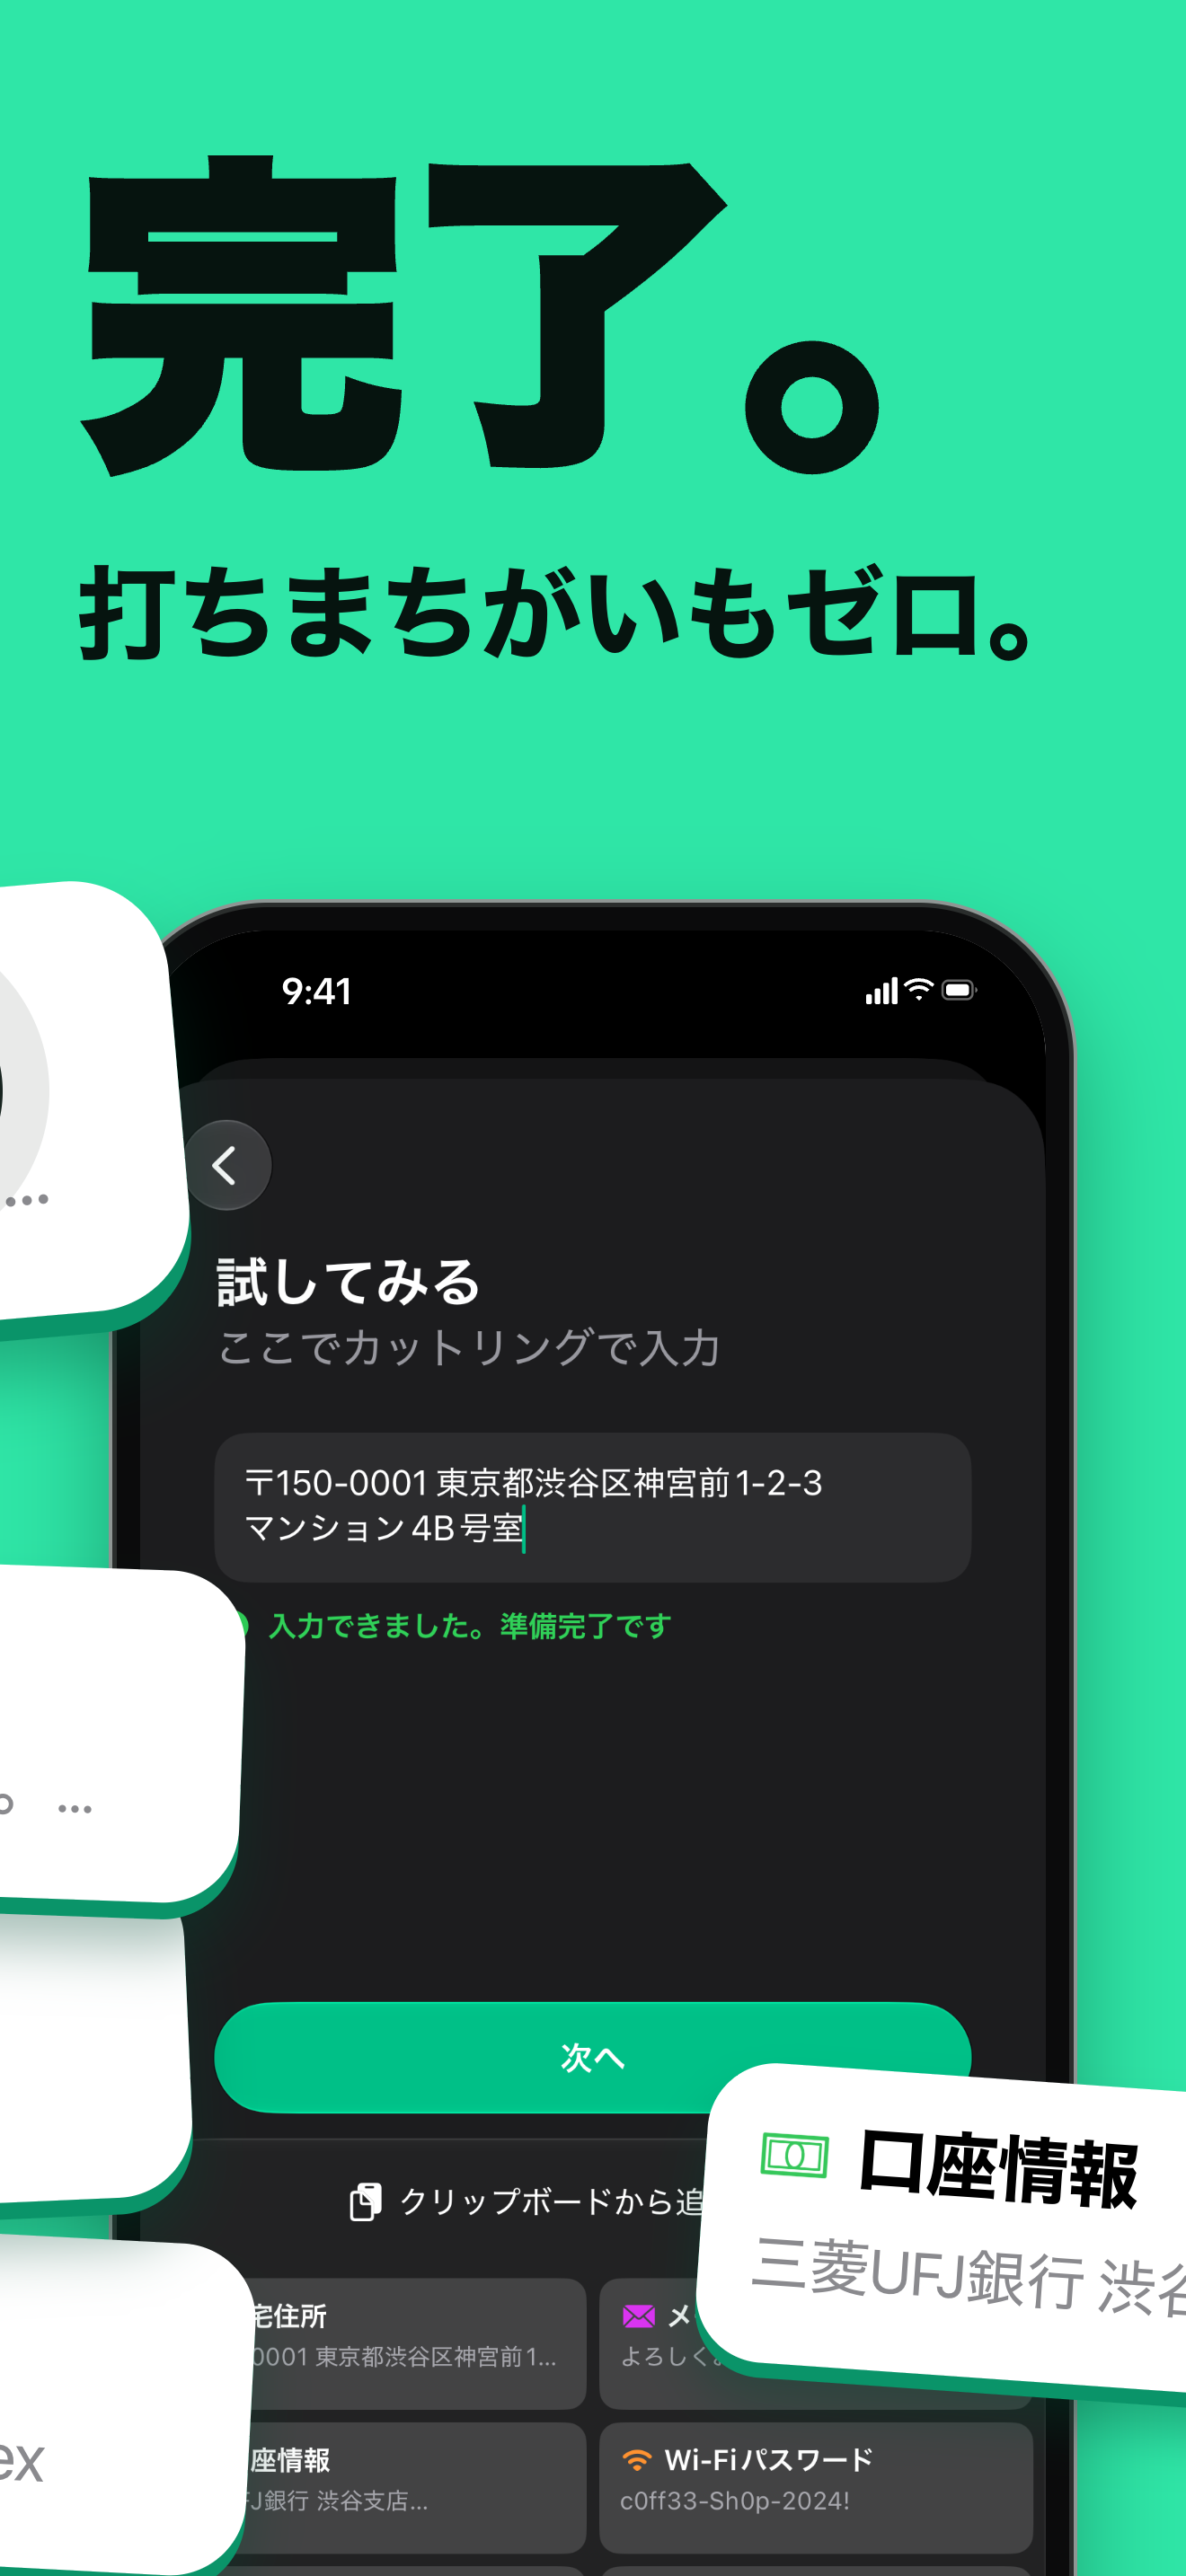 完了。
打ちまちがいもゼロ。
9:41
試してみる
ここでカットリングで入力
〒150-0001 東京都渋谷区神宮前1-2-3
マンション4B号室
入力できました。準備完了です
次へ
クリップボードから追
口座情報
三菱UFJ銀行 渋谷
宅住所
メ
0001 東京都渋谷区神宮前1...
よろしく
座情報
Wi-Fiパスワード
FJ銀行 渋谷支店...
c0ff33-Sh0p-2024!
...
。 ...
ex